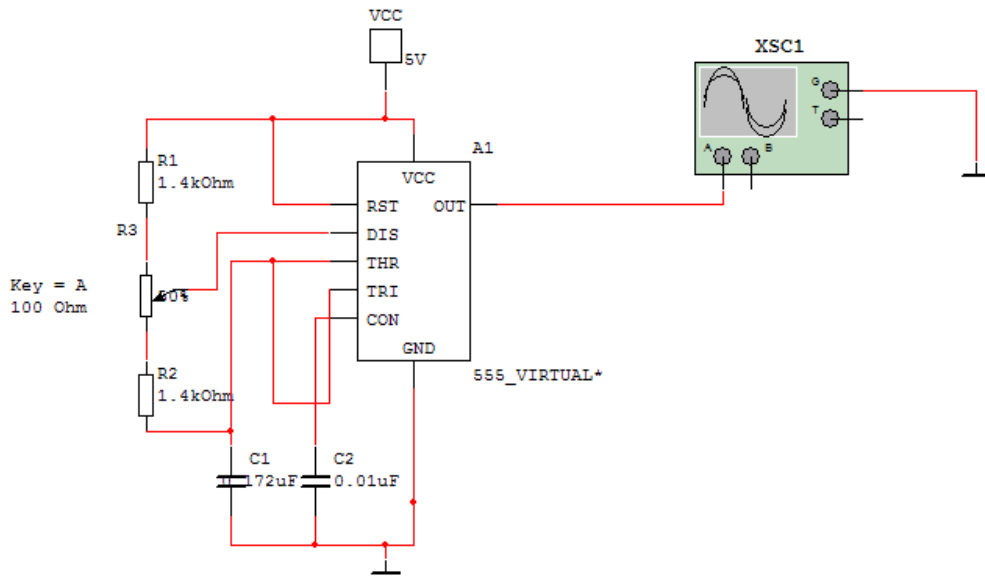 VCC
5V
XSC1
G
T
A
B
A1
R1
1.4kOhm
VCC
RST
OUT
R3
DIS
THR
Key = A
100 Ohm
TRI
CON
GND
R2
1.4kOhm
555_VIRTUAL*
C1
172uF
C2
0.01uF